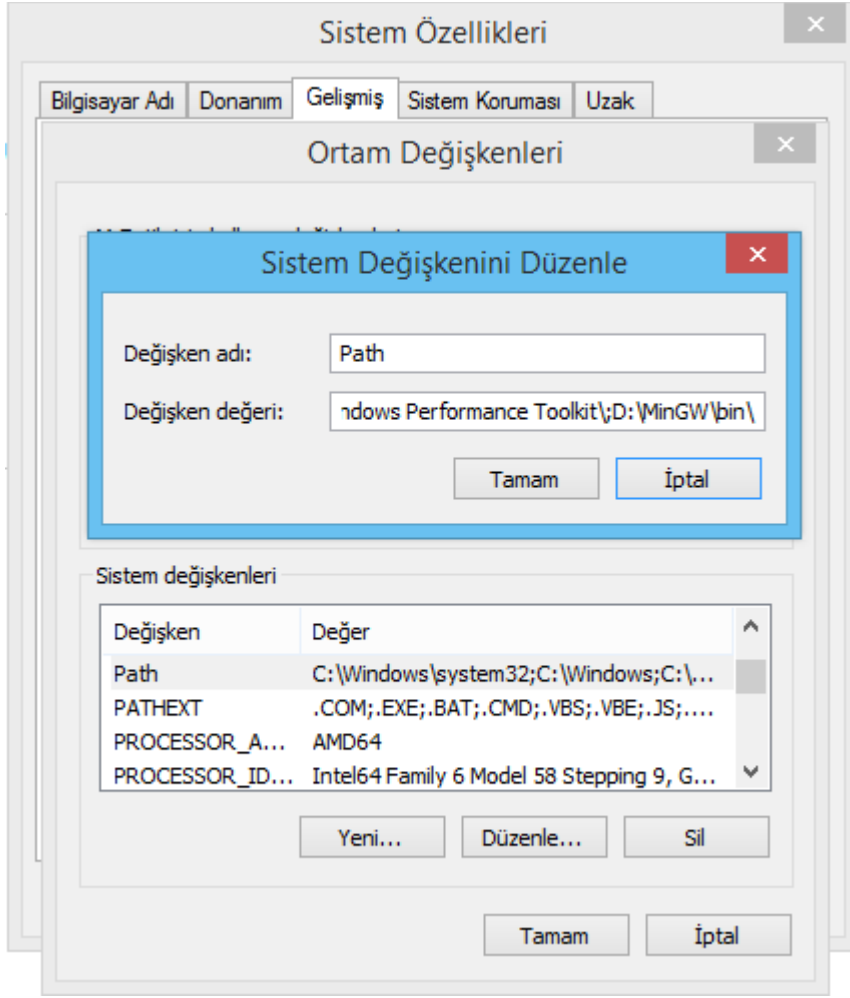 Sistem Özellikleri
Bilgisayar Adı Donanım Gelişmiş Sistem Koruması Uzak
Ortam Değişkenleri
Sistem Değişkenini Düzenle
Değişken adı: Path
Değişken değeri: ndows Performance Toolkit\;D:\MinGW\bin\
Tamam İptal
Sistem değişkenleri
Değişken Değer
Path C:\Windows\system32;C:\Windows;C:\...
PATHEXT .COM;.EXE;.BAT;.CMD;.VBS;.VBE;.JS;....
PROCESSOR_A... AMD64
PROCESSOR_ID... Intel64 Family 6 Model 58 Stepping 9, G...
Yeni... Düzenle... Sil
Tamam İptal